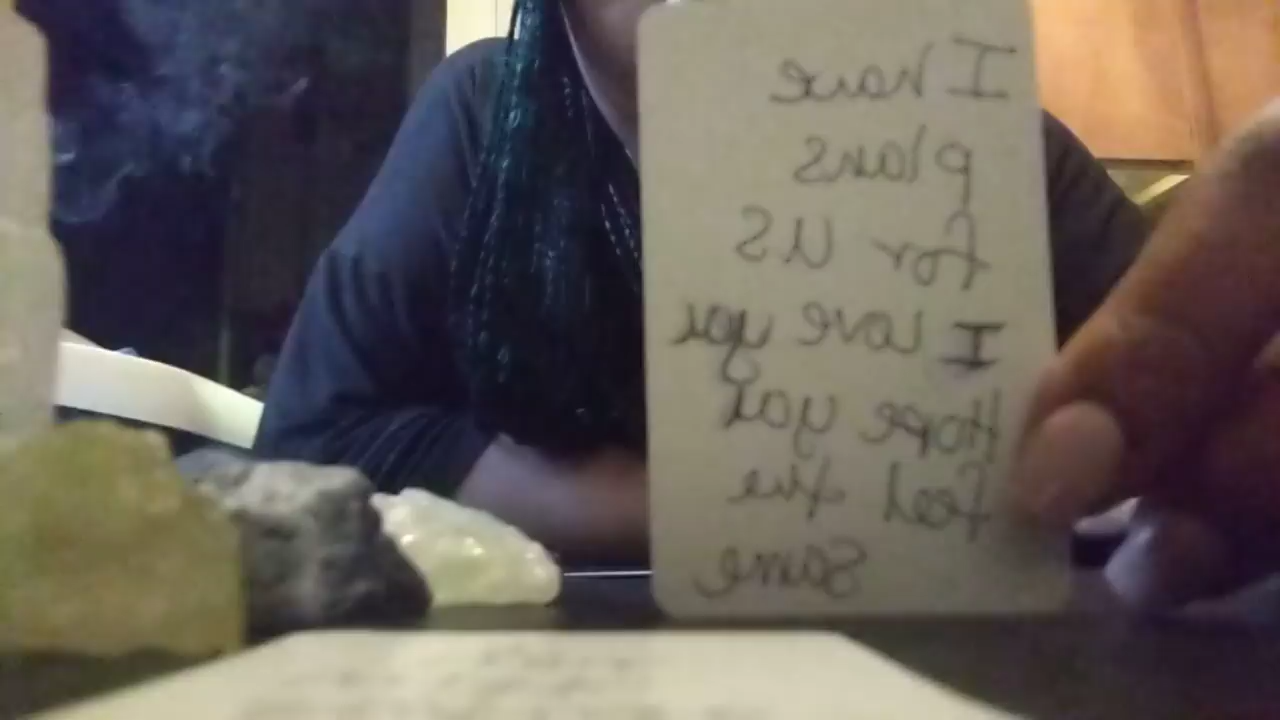 I have
plans
for us
I love you
Hope you
feel the
same